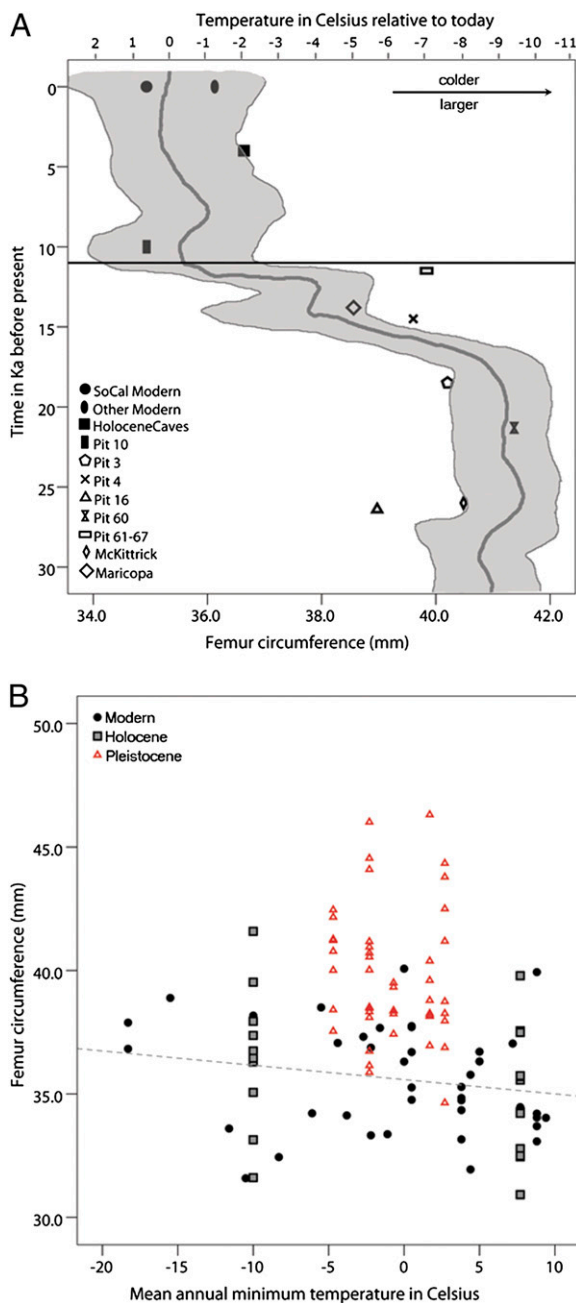 A
Temperature in Celsius relative to today
2 1 0 -1 -2 -3 -4 -5 -6 -7 -8 -9 -10 -11
colder
larger
0
5
10
15
20
25
30
Time in Ka before present
SoCal Modern
Other Modern
HoloceneCaves
Pit 10
Pit 3
Pit 4
Pit 16
Pit 60
Pit 61-67
McKittrick
Maricopa
34.0 36.0 38.0 40.0 42.0
Femur circumference (mm)
B
Modern
Holocene
Pleistocene
50.0
45.0
40.0
35.0
30.0
Femur circumference (mm)
-20 -15 -10 -5 0 5 10
Mean annual minimum temperature in Celsius